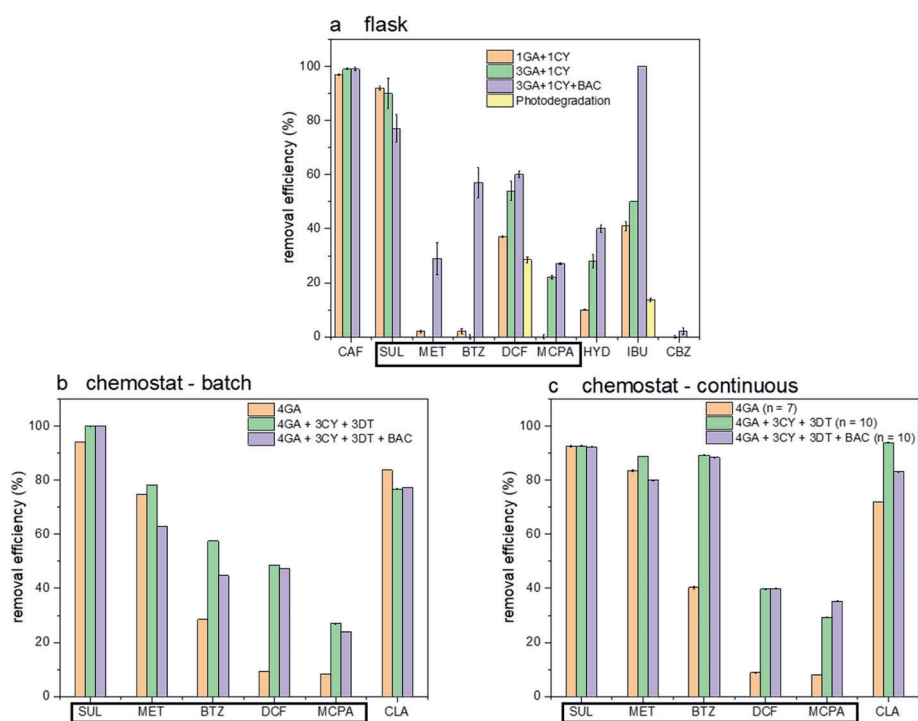 a flask
1GA+1CY
3GA+1CY
3GA+1CY+BAC
Photodegradation
removal efficiency (%)
100
80
60
40
20
0
CAF SUL MET BTZ DCF MCPA HYD IBU CBZ
b chemostat - batch
4GA
4GA + 3CY + 3DT
4GA + 3CY + 3DT + BAC
removal efficiency (%)
100
80
60
40
20
0
SUL MET BTZ DCF MCPA CLA
c chemostat - continuous
4GA (n = 7)
4GA + 3CY + 3DT (n = 10)
4GA + 3CY + 3DT + BAC (n = 10)
removal efficiency (%)
100
80
60
40
20
0
SUL MET BTZ DCF MCPA CLA